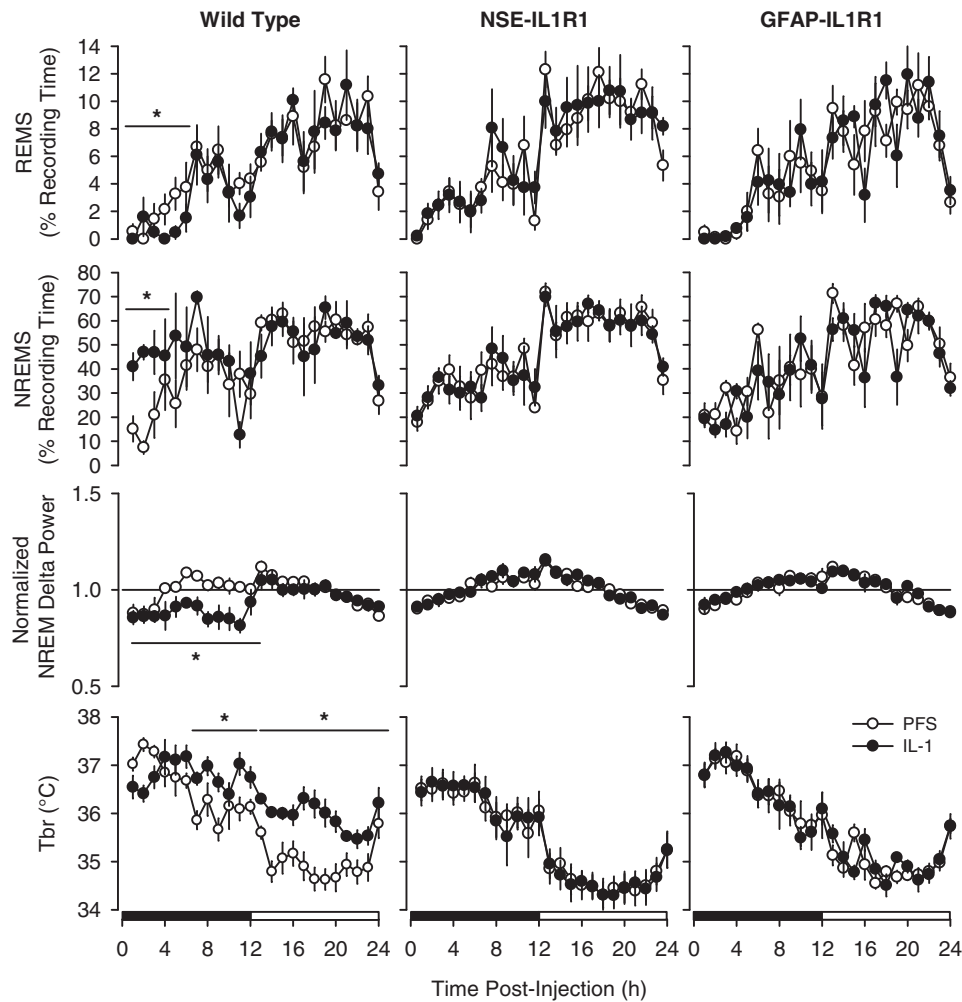 Wild Type NSE-IL1R1 GFAP-IL1R1
REMS
(% Recording Time)
14
12
10
8
6
4
2
0
*
NREMS
(% Recording Time)
80
70
60
50
40
30
20
10
0
*
Normalized
NREM Delta Power
1.5
1.0
0.5
*
Tbr (°C)
38
37
36
35
34
* *
PFS
IL-1
0 4 8 12 16 20 24 0 4 8 12 16 20 24 0 4 8 12 16 20 24
Time Post-Injection (h)